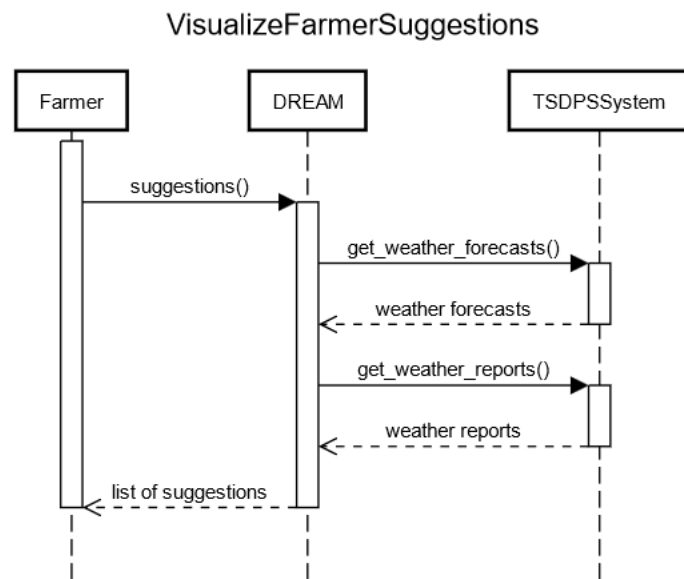 VisualizeFarmerSuggestions
Farmer
DREAM
TSDPSSystem
suggestions()
get_weather_forecasts()
weather forecasts
get_weather_reports()
weather reports
list of suggestions